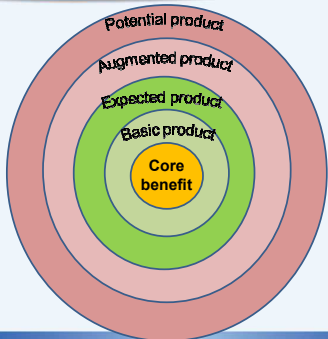 Potential product
Augmented product
Expected product
Basic product
Core
benefit